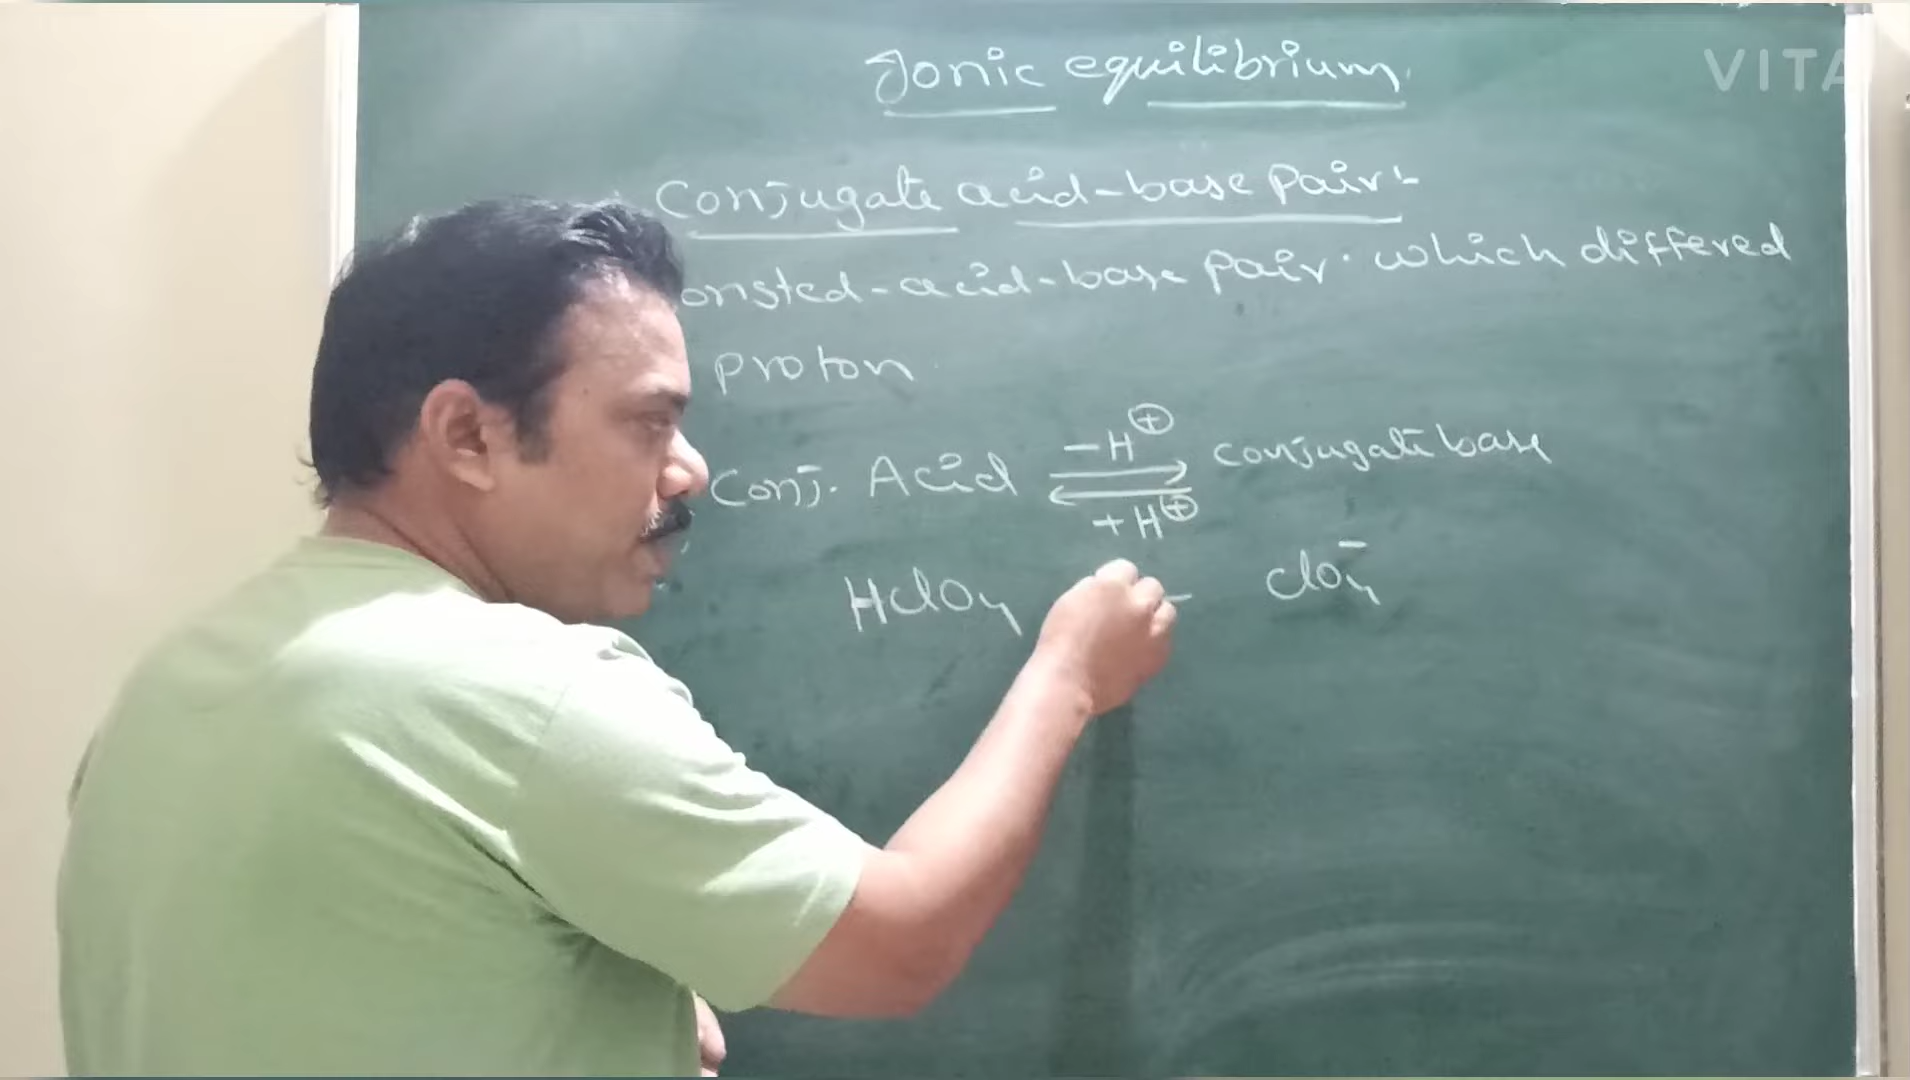 VITA
Ionic equilibrium.
Conjugate acid-base pair:-
onsted-acid-base pair. which differed
proton.
Conj. Acid -H⊕ ⇌ +H⊕ conjugate base
HClO4 ClO4⁻